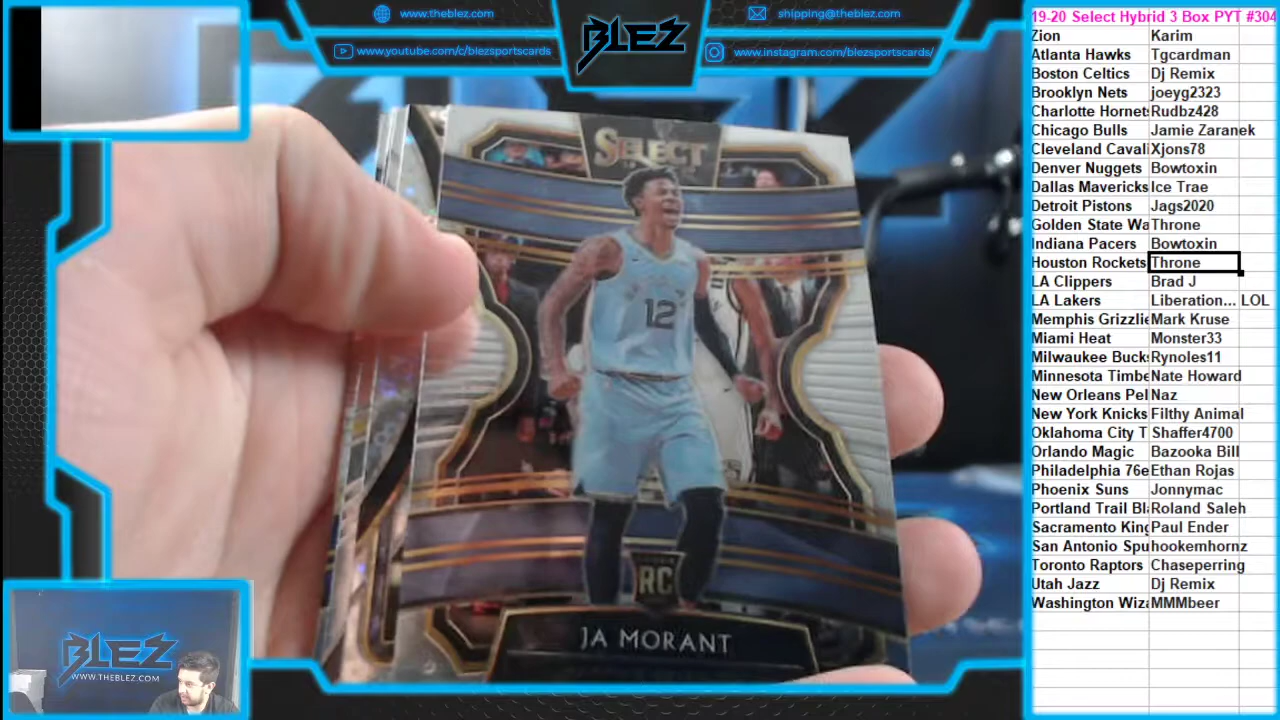 www.theblez.com
www.youtube.com/c/blezsportscards
BLEZ
shipping@theblez.com
www.instagram.com/blezsportscards/
SELECT
12
RC
JA MORANT
BLEZ
WWW.THEBLEZ.COM
19-20 Select Hybrid 3 Box PYT #304
Zion Karim
Atlanta Hawks Tgcardman
Boston Celtics Dj Remix
Brooklyn Nets joeyg2323
Charlotte Hornet Rudbz428
Chicago Bulls Jamie Zaranek
Cleveland Caval Xjons78
Denver Nuggets Bowtoxin
Dallas Mavericks Ice Trae
Detroit Pistons Jags2020
Golden State Wa Throne
Indiana Pacers Bowtoxin
Houston Rockets Throne
LA Clippers Brad J
LA Lakers Liberation... LOL
Memphis Grizzlie Mark Kruse
Miami Heat Monster33
Milwaukee Buck Rynoles11
Minnesota Timbe Nate Howard
New Orleans Pel Naz
New York Knicks Filthy Animal
Oklahoma City T Shaffer4700
Orlando Magic Bazooka Bill
Philadelphia 76e Ethan Rojas
Phoenix Suns Jonnymac
Portland Trail Bl Roland Saleh
Sacramento King Paul Ender
San Antonio Spu hookemhornz
Toronto Raptors Chaseperring
Utah Jazz Dj Remix
Washington Wiz MMMbeer